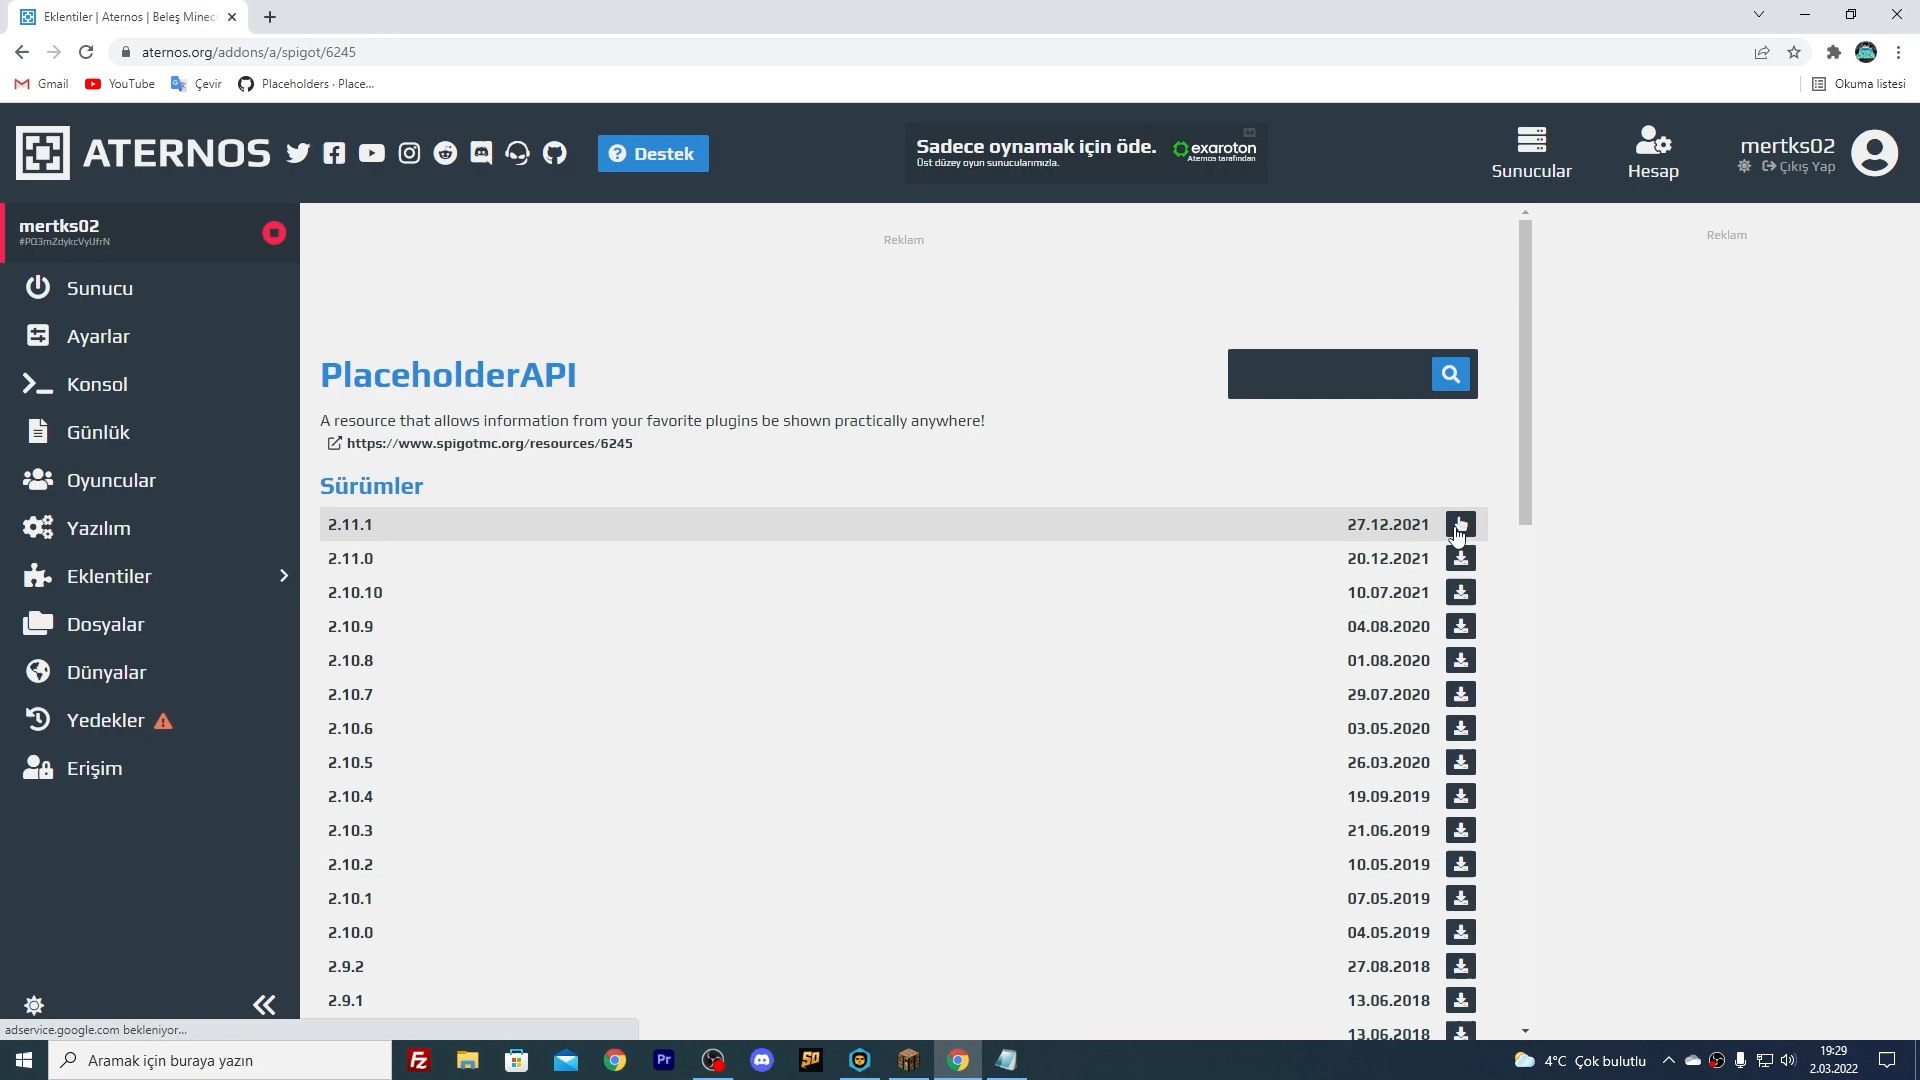 Eklentiler | Aternos | Beleş Minec
aternos.org/addons/a/spigot/6245
Gmail
YouTube
Çevir
Placeholders · Place...
Okuma listesi
ATERNOS
Destek
Sadece oynamak için öde.
Üst düzey oyun sunucularımızla.
exaroton
Aternos tarafından
Ad
Sunucular
Hesap
mertks02
Çıkış Yap
mertks02
Sunucu
Ayarlar
Konsol
Günlük
Oyuncular
Yazılım
Eklentiler
Dosyalar
Dünyalar
Yedekler
Erişim
Reklam
Reklam
PlaceholderAPI
A resource that allows information from your favorite plugins be shown practically anywhere!
https://www.spigotmc.org/resources/6245
Sürümler
2.11.1 27.12.2021
2.11.0 20.12.2021
2.10.10 10.07.2021
2.10.9 04.08.2020
2.10.8 01.08.2020
2.10.7 29.07.2020
2.10.6 03.05.2020
2.10.5 26.03.2020
2.10.4 19.09.2019
2.10.3 21.06.2019
2.10.2 10.05.2019
2.10.1 07.05.2019
2.10.0 04.05.2019
2.9.2 27.08.2018
2.9.1 13.06.2018
13.06.2018
adservice.google.com bekleniyor...
Aramak için buraya yazın
Fz
Pr
4°C Çok bulutlu
19:29
2.03.2022